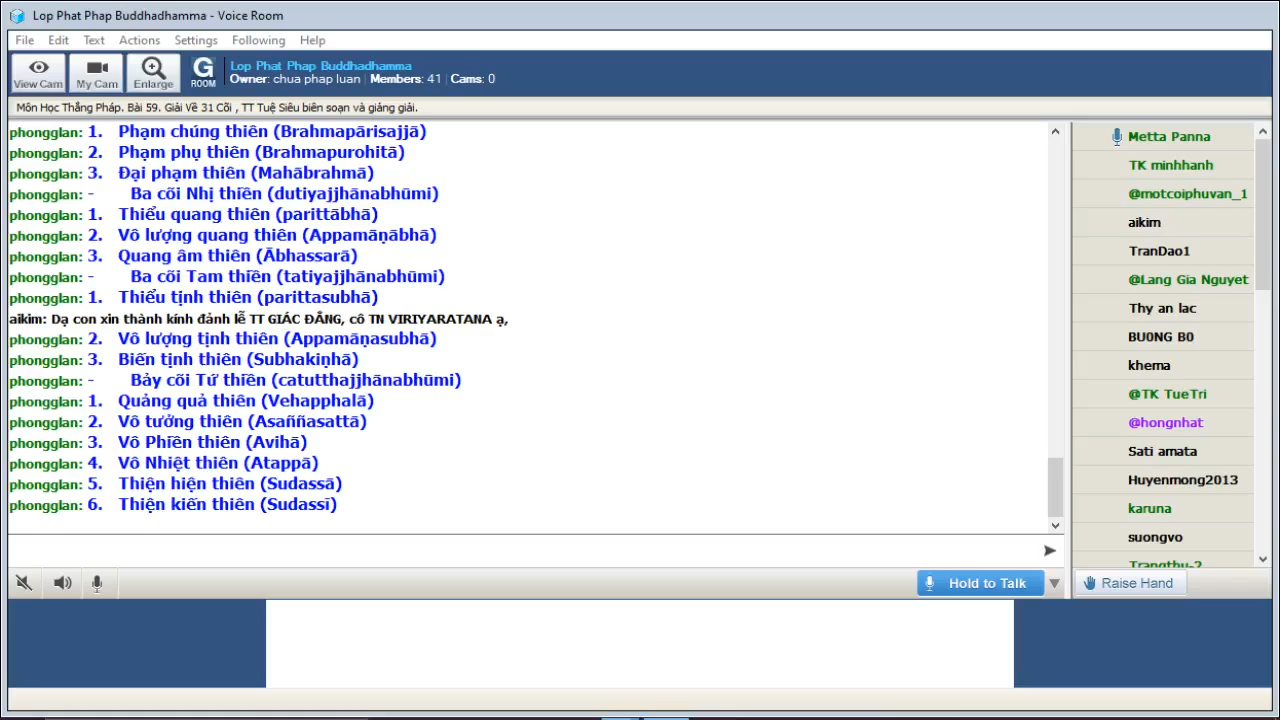 Lop Phat Phap Buddhadhamma - Voice Room
File Edit Text Actions Settings Following Help
View Cam My Cam Enlarge G ROOM
Lop Phat Phap Buddhadhamma
Owner: chua phap luan | Members: 41 | Cams: 0
Môn Học Thắng Pháp. Bài 59. Giải Về 31 Cõi , TT Tuệ Siêu biên soạn và giảng giải.
phongglan: 1. Phạm chúng thiên (Brahmapārisajjā)
phongglan: 2. Phạm phụ thiên (Brahmapurohitā)
phongglan: 3. Đại phạm thiên (Mahābrahmā)
phongglan: - Ba cõi Nhị thiền (dutiyajjhānabhūmi)
phongglan: 1. Thiểu quang thiên (parittābhā)
phongglan: 2. Vô lượng quang thiên (Appamāṇābhā)
phongglan: 3. Quang âm thiên (Ābhassarā)
phongglan: - Ba cõi Tam thiền (tatiyajjhānabhūmi)
phongglan: 1. Thiểu tịnh thiên (parittasubhā)
aikim: Dạ con xin thành kính đảnh lễ TT GIÁC ĐẲNG, cô TN VIRIYARATANA ạ,
phongglan: 2. Vô lượng tịnh thiên (Appamāṇasubhā)
phongglan: 3. Biến tịnh thiên (Subhakiṇhā)
phongglan: - Bảy cõi Tứ thiền (catutthajjhānabhūmi)
phongglan: 1. Quảng quả thiên (Vehapphalā)
phongglan: 2. Vô tưởng thiên (Asaññasattā)
phongglan: 3. Vô Phiền thiên (Avihā)
phongglan: 4. Vô Nhiệt thiên (Atappā)
phongglan: 5. Thiện hiện thiên (Sudassā)
phongglan: 6. Thiện kiến thiên (Sudassī)
Metta Panna
TK minhhanh
@motcoiphuvan_1
aikim
TranDao1
@Lang Gia Nguyet
Thy an lac
BU0NG B0
khema
@TK TueTri
@hongnhat
Sati amata
Huyenmong2013
karuna
suongvo
Trangthu-2
Hold to Talk
Raise Hand